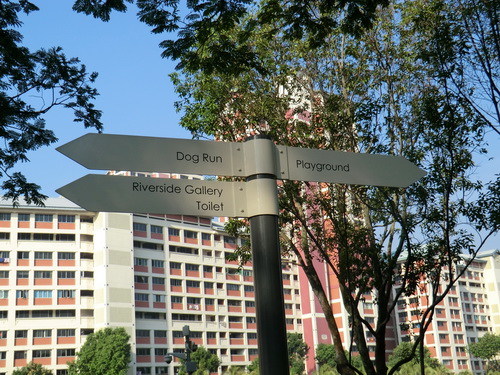 Dog Run
Playground
Riverside Gallery
Toilet